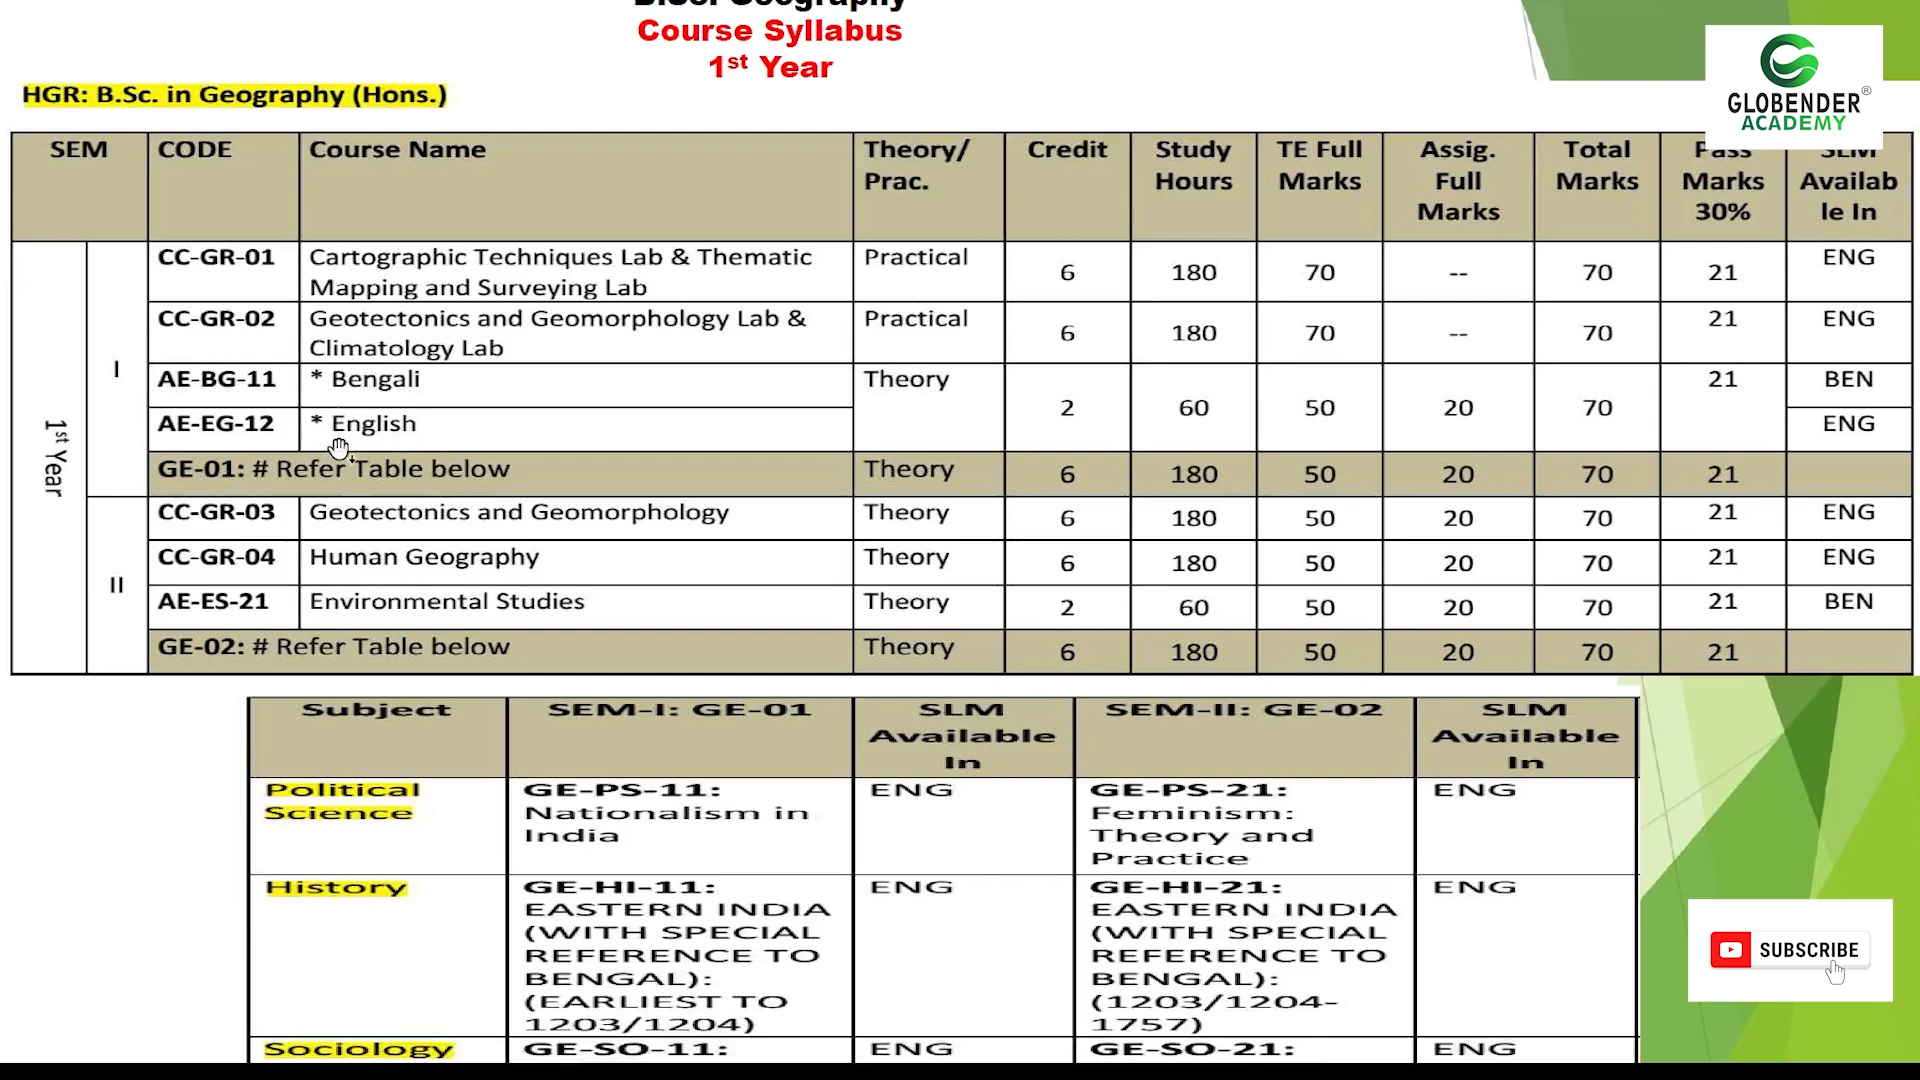 B.Sc. Geography
Course Syllabus
1st Year
GLOBENDER®
ACADEMY
HGR: B.Sc. in Geography (Hons.)
SEM CODE Course Name Theory/ Prac. Credit Study Hours TE Full Marks Assig. Full Marks Total Marks Pass Marks 30% SLM Availab le In
1st Year
I
CC-GR-01 Cartographic Techniques Lab & Thematic Practical 6 180 70 -- 70 21 ENG
Mapping and Surveying Lab
CC-GR-02 Geotectonics and Geomorphology Lab & Practical 6 180 70 -- 70 21 ENG
Climatology Lab
AE-BG-11 * Bengali Theory 2 60 50 20 70 21 BEN
AE-EG-12 * English ENG
GE-01: # Refer Table below Theory 6 180 50 20 70 21
II
CC-GR-03 Geotectonics and Geomorphology Theory 6 180 50 20 70 21 ENG
CC-GR-04 Human Geography Theory 6 180 50 20 70 21 ENG
AE-ES-21 Environmental Studies Theory 2 60 50 20 70 21 BEN
GE-02: # Refer Table below Theory 6 180 50 20 70 21
Subject SEM-I: GE-01 SLM Available In SEM-II: GE-02 SLM Available In
Political GE-PS-11: ENG GE-PS-21: ENG
Science Nationalism in Feminism:
India Theory and
Practice
History GE-HI-11: ENG GE-HI-21: ENG
EASTERN INDIA EASTERN INDIA
(WITH SPECIAL (WITH SPECIAL
REFERENCE TO REFERENCE TO
BENGAL): BENGAL):
(EARLIEST TO (1203/1204-
1203/1204) 1757)
Sociology GE-SO-11: ENG GE-SO-21: ENG
SUBSCRIBE